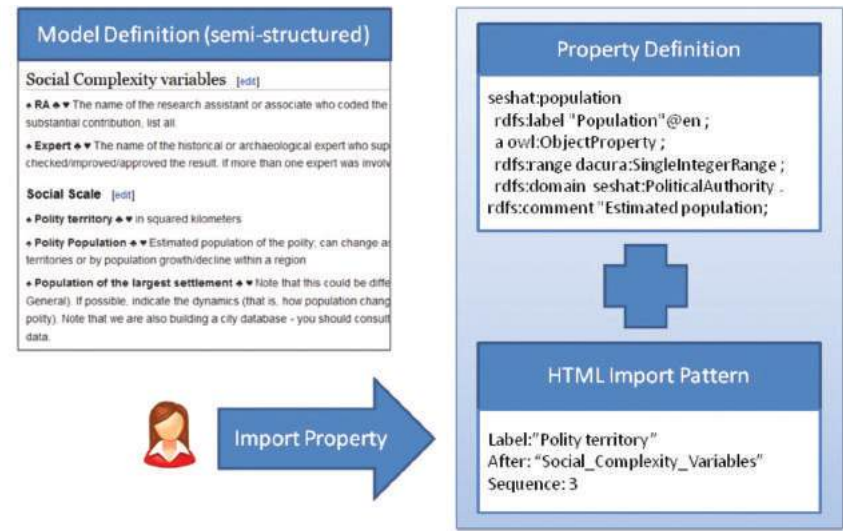 Model Definition (semi-structured)
Social Complexity variables [edit]
♠ RA ♣ ♥ The name of the research assistant or associate who coded the
substantial contribution, list all.
♠ Expert ♣ ♥ The name of the historical or archaeological expert who sup
checked/improved/approved the result. If more than one expert was involv
Social Scale [edit]
♠ Polity territory ♣ ♥ in squared kilometers
♠ Polity Population ♣ ♥ Estimated population of the polity; can change as
territories or by population growth/decline within a region
♠ Population of the largest settlement ♣ ♥ Note that this could be diffe
General). If possible, indicate the dynamics (that is, how population chang
polity). Note that we are also building a city database - you should consult
data.
Import Property
Property Definition
seshat:population
rdfs:label "Population"@en ;
a owl:ObjectProperty ;
rdfs:range dacura:SingleIntegerRange ;
rdfs:domain seshat:PoliticalAuthority .
rdfs:comment "Estimated population;
HTML Import Pattern
Label:"Polity territory"
After: "Social_Complexity_Variables"
Sequence: 3